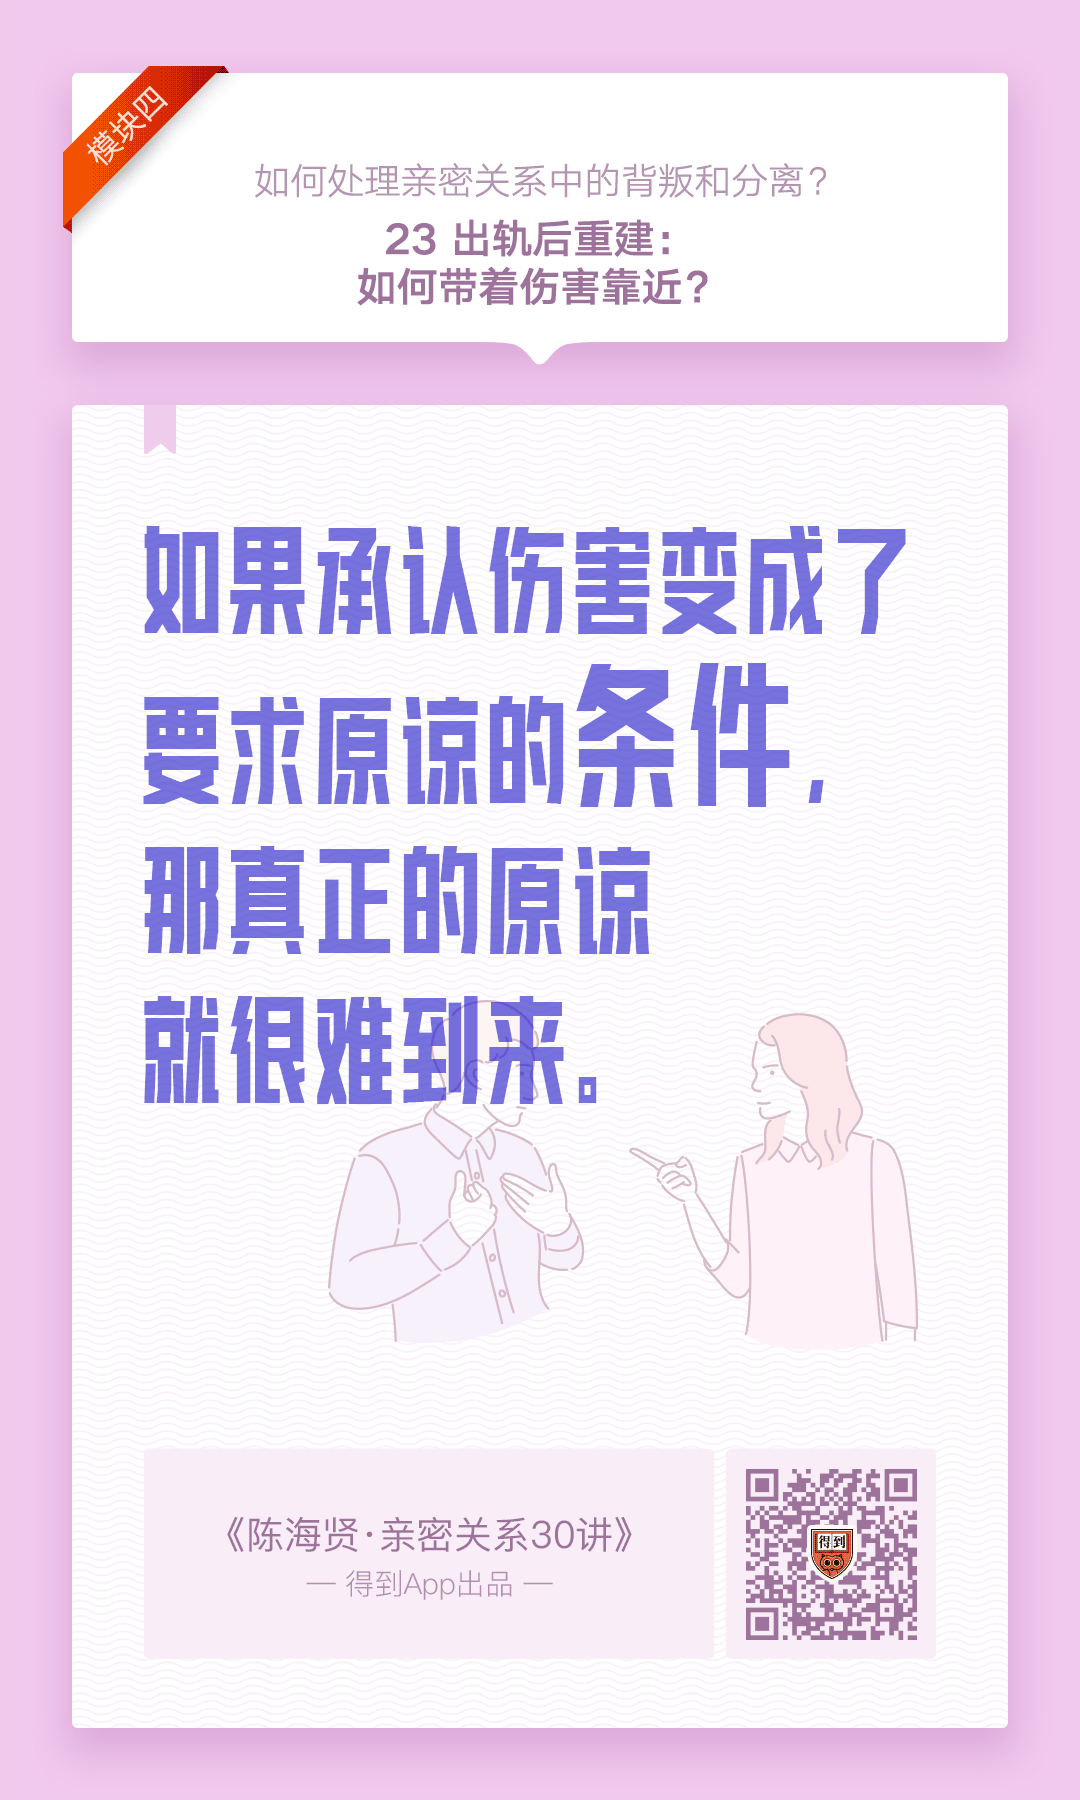 模块四
如何处理亲密关系中的背叛和分离?
23 出轨后重建:
如何带着伤害靠近?
如果承认伤害变成了
要求原谅的条件,
那真正的原谅
就很难到来。
《陈海贤·亲密关系30讲》
— 得到App出品 —
得到